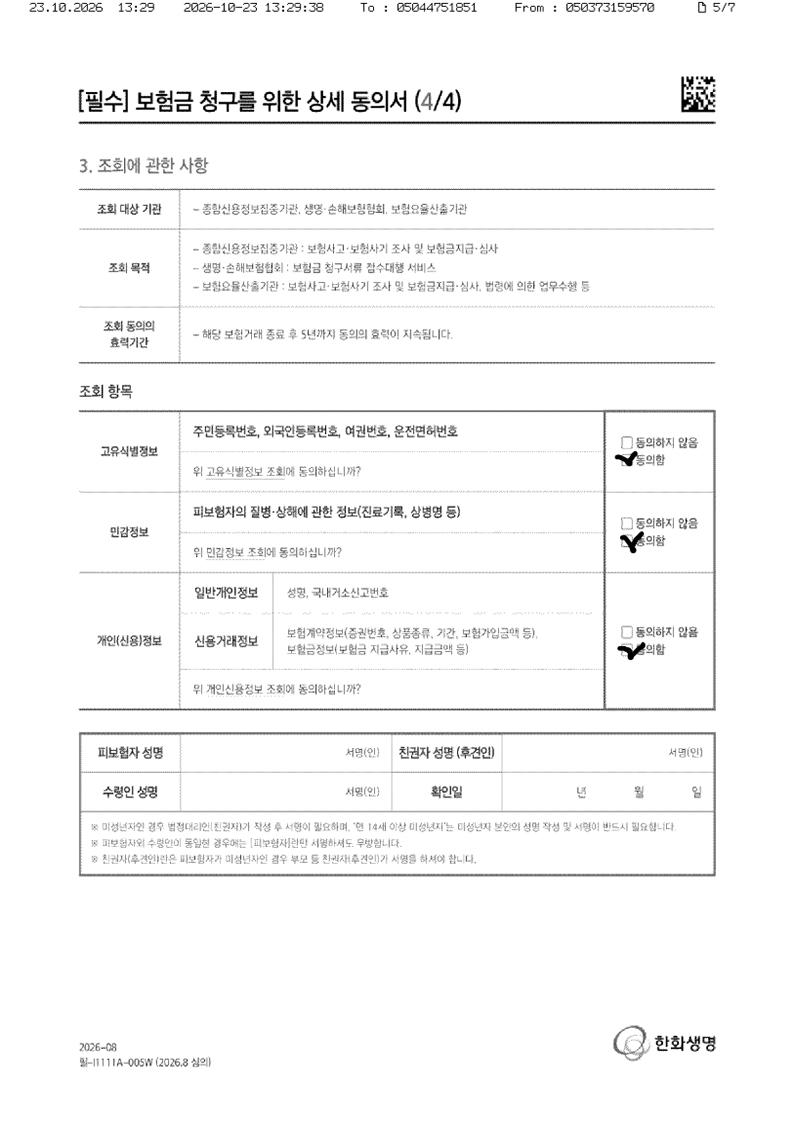 23.10.2026 13:29 2026-10-23 13:29:38 To : 05044751851 From : 050373159570 5/7
[필수] 보험금 청구를 위한 상세 동의서 (4/4)
3. 조회에 관한 사항
조회 대상 기관
- 종합신용정보집중기관, 생명·손해보험협회, 보험요율산출기관
조회 목적
- 종합신용정보집중기관 : 보험사고·보험사기 조사 및 보험금지급·심사
- 생명·손해보험협회 : 보험금 청구서류 접수대행 서비스
- 보험요율산출기관 : 보험사고·보험사기 조사 및 보험금지급·심사, 법령에 의한 업무수행 등
조회 동의의
효력기간
- 해당 보험거래 종료 후 5년까지 동의의 효력이 지속됩니다.
조회 항목
고유식별정보
주민등록번호, 외국인등록번호, 여권번호, 운전면허번호
위 고유식별정보 조회에 동의하십니까?
동의하지 않음
동의함
민감정보
피보험자의 질병·상해에 관한 정보(진료기록, 상병명 등)
위 민감정보 조회에 동의하십니까?
동의하지 않음
동의함
개인(신용)정보
일반개인정보
성명, 국내거소신고번호
신용거래정보
보험계약정보(증권번호, 상품종류, 기간, 보험가입금액 등),
보험금정보(보험금 지급사유, 지급금액 등)
위 개인신용정보 조회에 동의하십니까?
동의하지 않음
동의함
피보험자 성명 서명(인) 친권자 성명 (후견인) 서명(인)
수령인 성명 서명(인) 확인일 년 월 일
※ 미성년자인 경우 법정대리인(친권자)가 작성 후 서명이 필요하며, "만 14세 이상 미성년자"는 미성년자 본인의 성명 작성 및 서명이 반드시 필요합니다.
※ 피보험자와 수령인이 동일한 경우에는 [피보험자]란만 서명하셔도 무방합니다.
※ 친권자(후견인)란은 피보험자가 미성년자인 경우 부모 등 친권자(후견인)가 서명을 하셔야 합니다.
2026-08
필-I1111A-005W (2026.8 심의)
한화생명